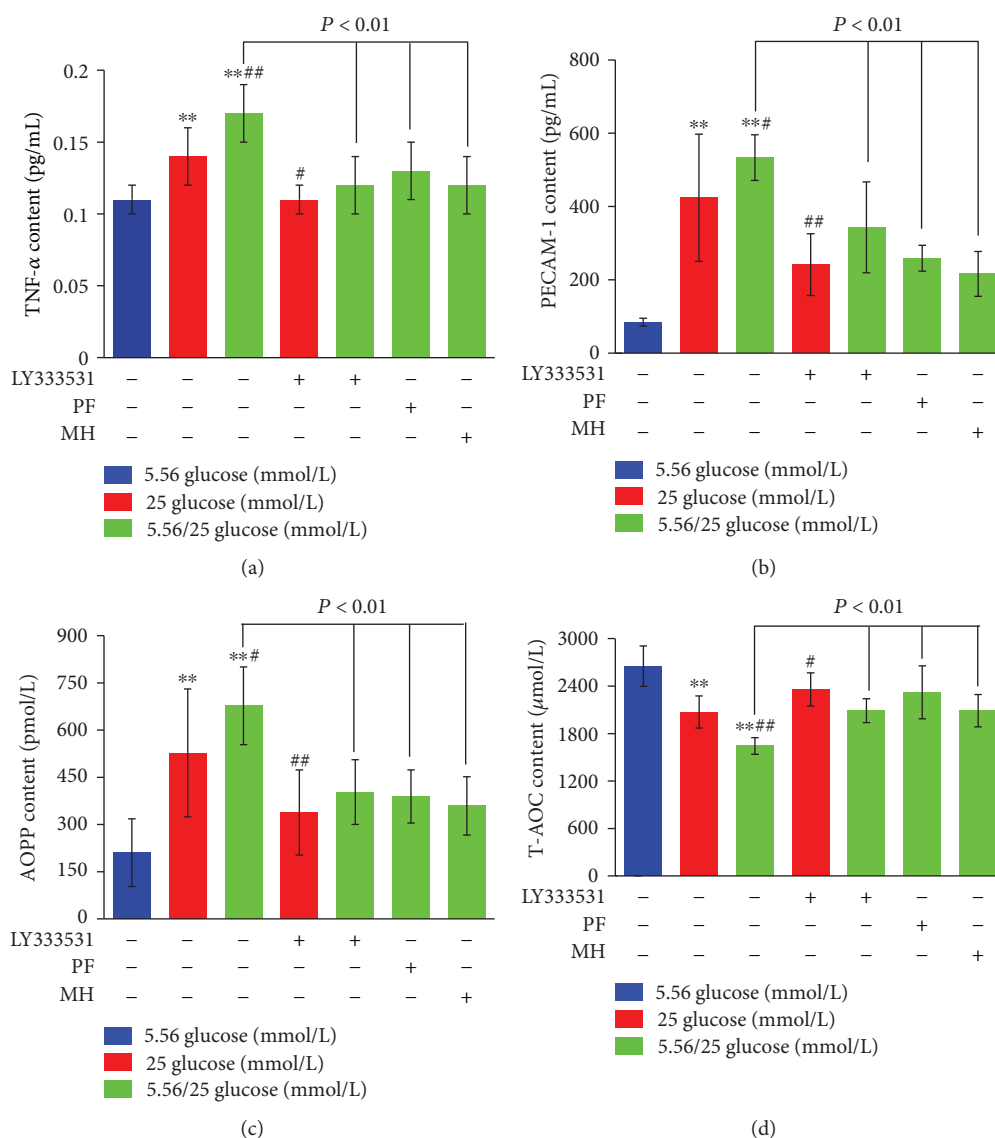 P < 0.01
TNF-α content (pg/mL)
0.2
0.15
0.1
0.05
0
**
**##
#
LY333531 – – – + + – –
PF – – – – – + –
MH – – – – – – +
5.56 glucose (mmol/L)
25 glucose (mmol/L)
5.56/25 glucose (mmol/L)
(a)
P < 0.01
PECAM-1 content (pg/mL)
800
600
400
200
0
**
**#
##
LY333531 – – – + + – –
PF – – – – – + –
MH – – – – – – +
5.56 glucose (mmol/L)
25 glucose (mmol/L)
5.56/25 glucose (mmol/L)
(b)
P < 0.01
AOPP content (pmol/L)
900
750
600
450
300
150
0
**
**#
##
LY333531 – – – + + – –
PF – – – – – + –
MH – – – – – – +
5.56 glucose (mmol/L)
25 glucose (mmol/L)
5.56/25 glucose (mmol/L)
(c)
P < 0.01
T-AOC content (μmol/L)
3000
2400
1800
1200
600
0
**
**##
#
LY333531 – – – + + – –
PF – – – – – + –
MH – – – – – – +
5.56 glucose (mmol/L)
25 glucose (mmol/L)
5.56/25 glucose (mmol/L)
(d)